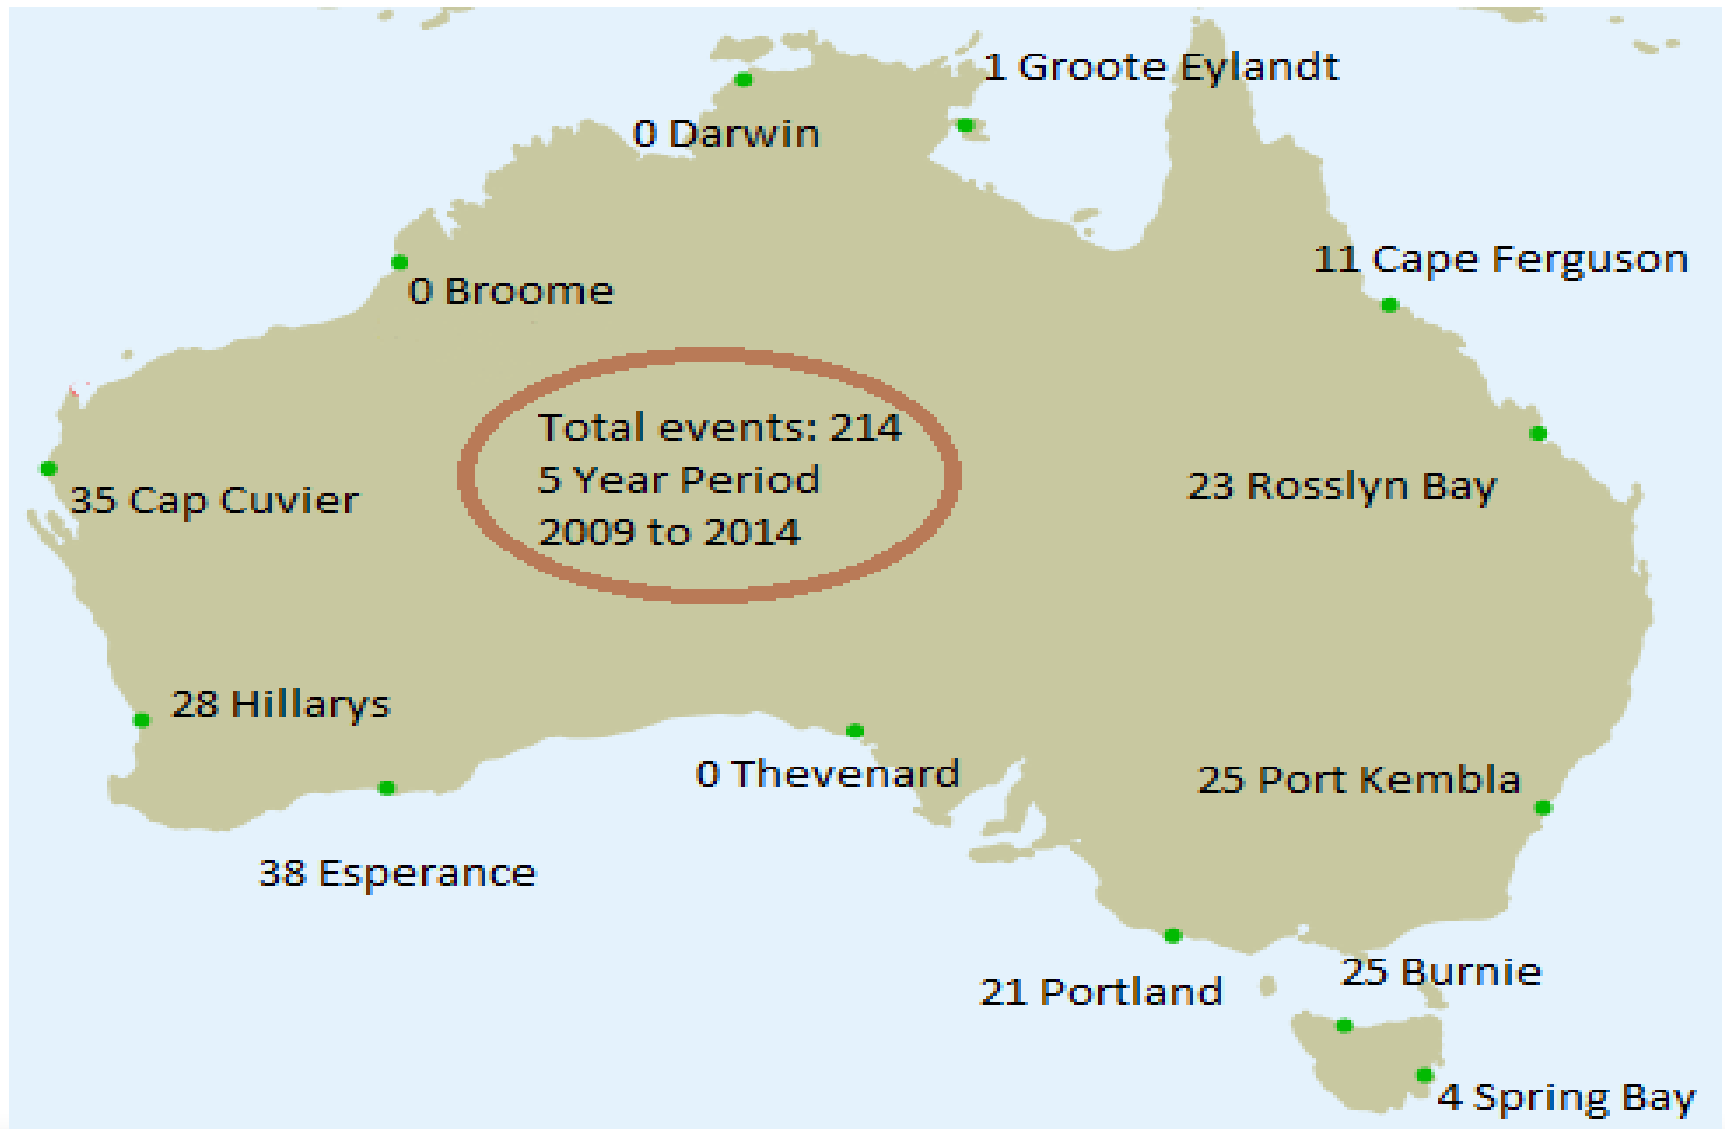 1 Groote Eylandt
0 Darwin
11 Cape Ferguson
0 Broome
Total events: 214
5 Year Period
2009 to 2014
23 Rosslyn Bay
35 Cap Cuvier
28 Hillarys
0 Thevenard
25 Port Kembla
38 Esperance
25 Burnie
21 Portland
4 Spring Bay